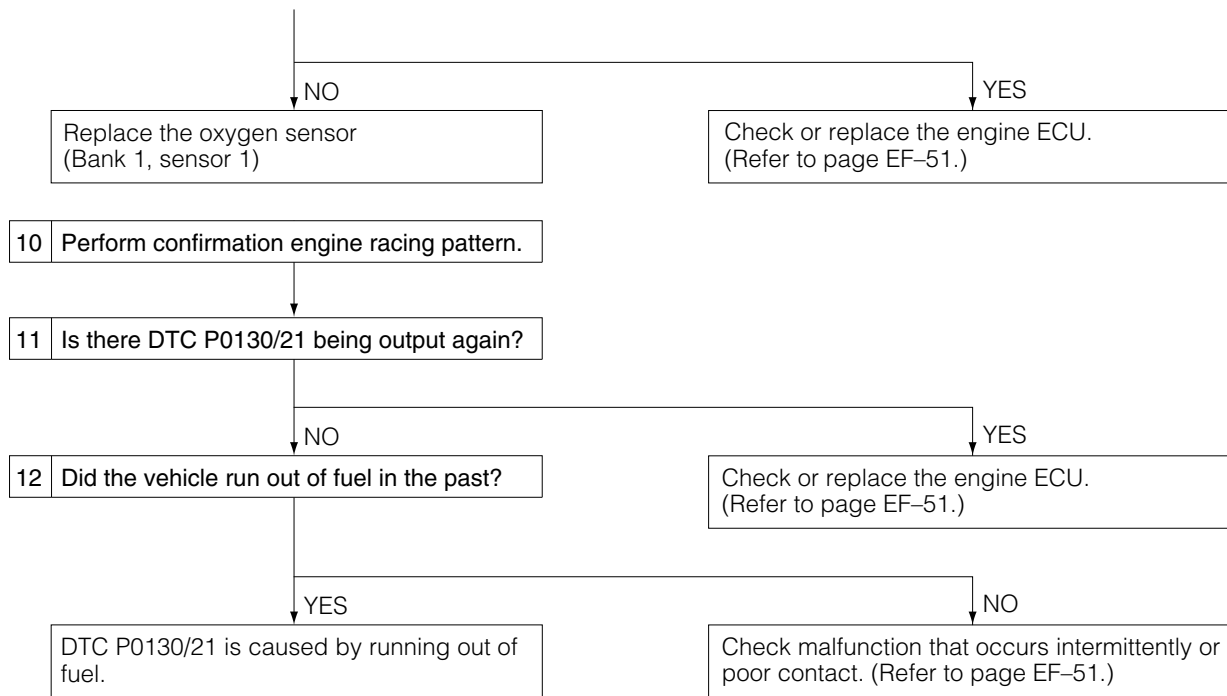 NO
YES
Replace the oxygen sensor
(Bank 1, sensor 1)
Check or replace the engine ECU.
(Refer to page EF–51.)
10 Perform confirmation engine racing pattern.
11 Is there DTC P0130/21 being output again?
NO
YES
12 Did the vehicle run out of fuel in the past?
Check or replace the engine ECU.
(Refer to page EF–51.)
YES
NO
DTC P0130/21 is caused by running out of
fuel.
Check malfunction that occurs intermittently or
poor contact. (Refer to page EF–51.)